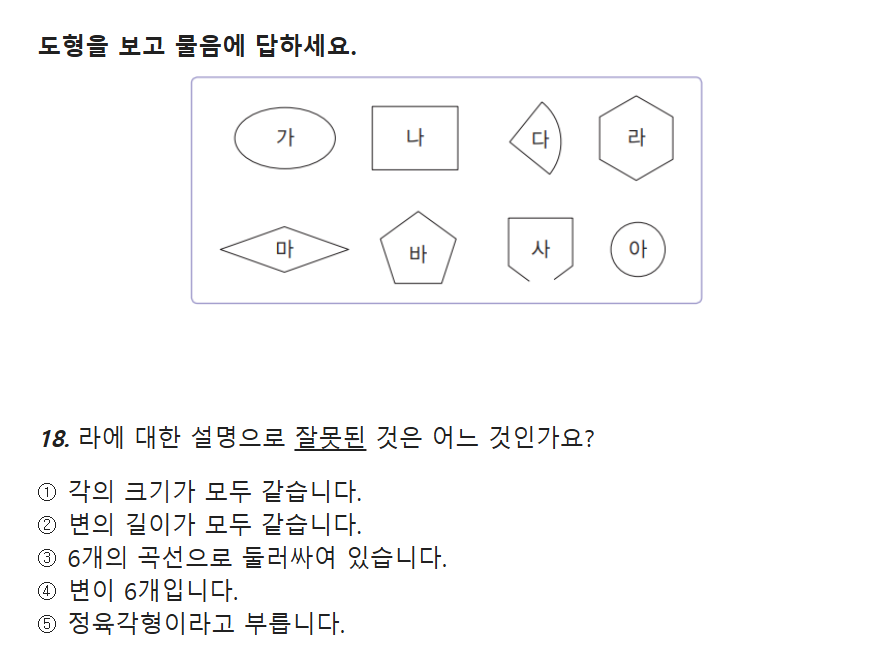 도형을 보고 물음에 답하세요.
가 나 다 라
마 바 사 아
18. 라에 대한 설명으로 잘못된 것은 어느 것인가요?
① 각의 크기가 모두 같습니다.
② 변의 길이가 모두 같습니다.
③ 6개의 곡선으로 둘러싸여 있습니다.
④ 변이 6개입니다.
⑤ 정육각형이라고 부릅니다.